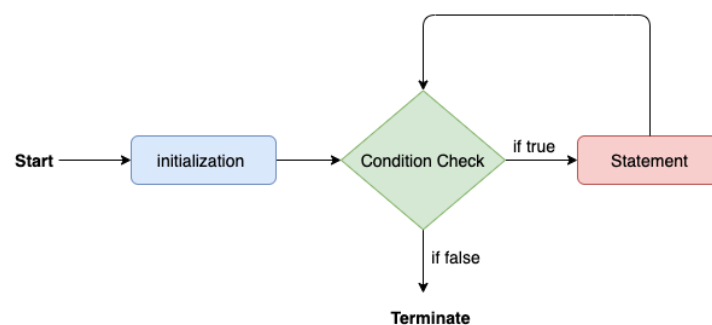 Start
initialization
Condition Check
if true
Statement
if false
Terminate